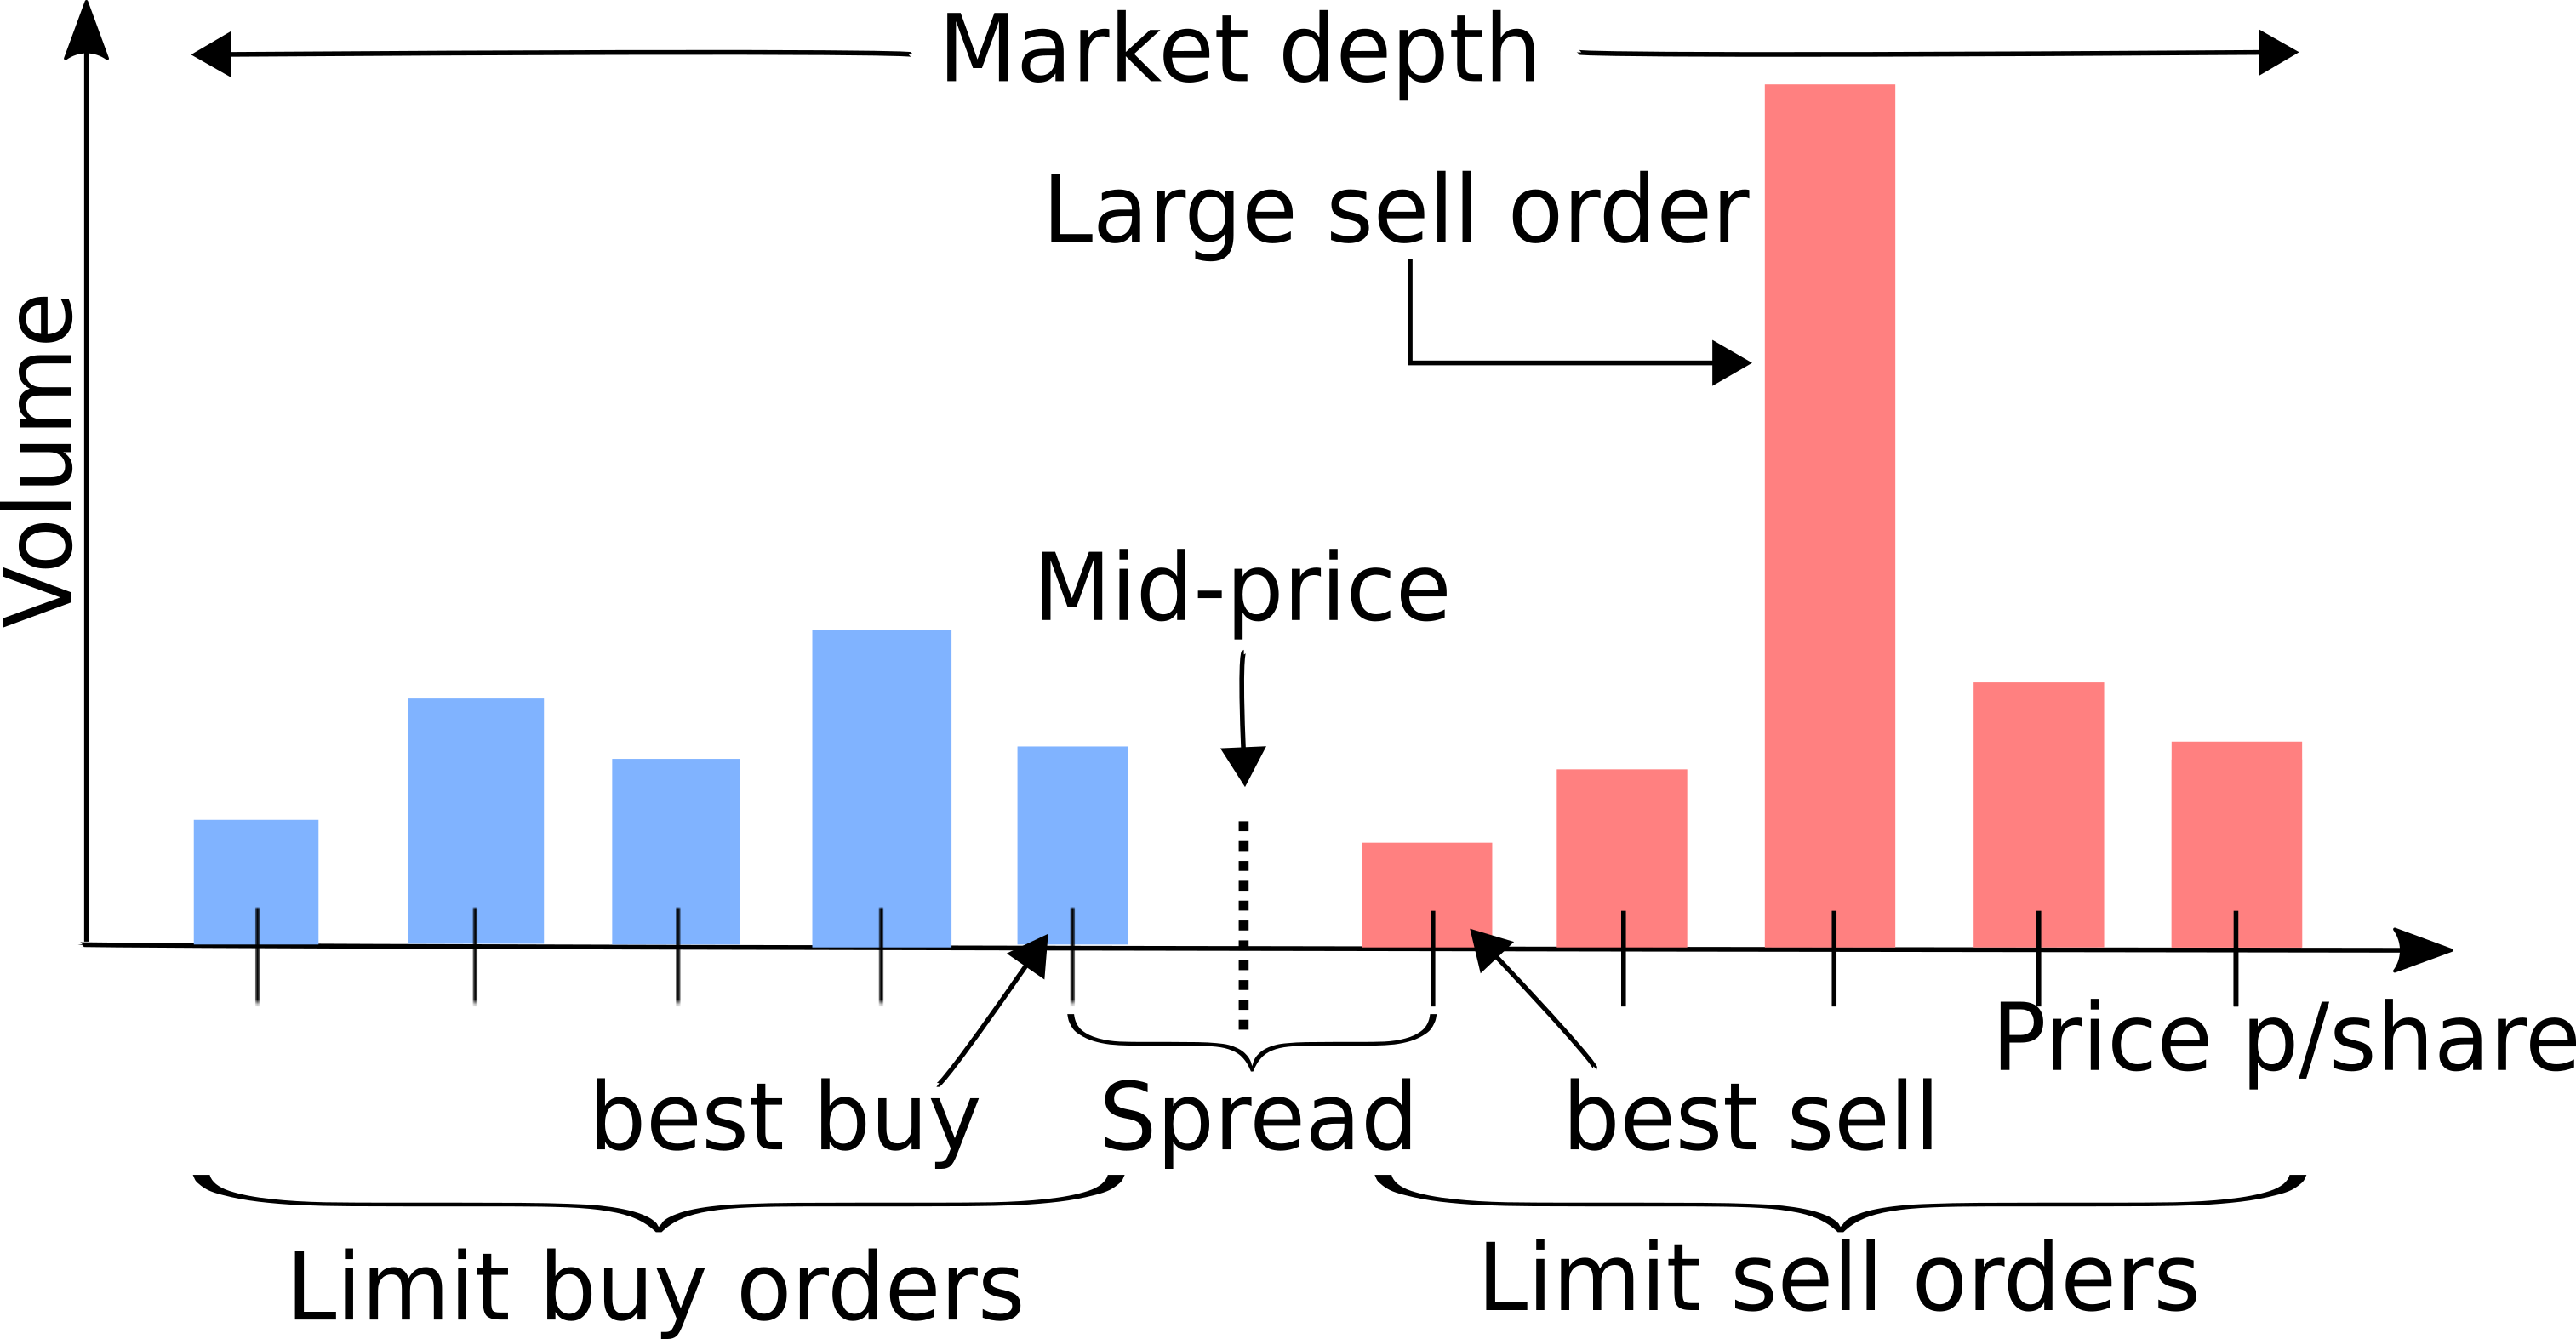 Market depth
Large sell order
Volume
Mid-price
Price p/share
best buy
Spread
best sell
Limit buy orders
Limit sell orders